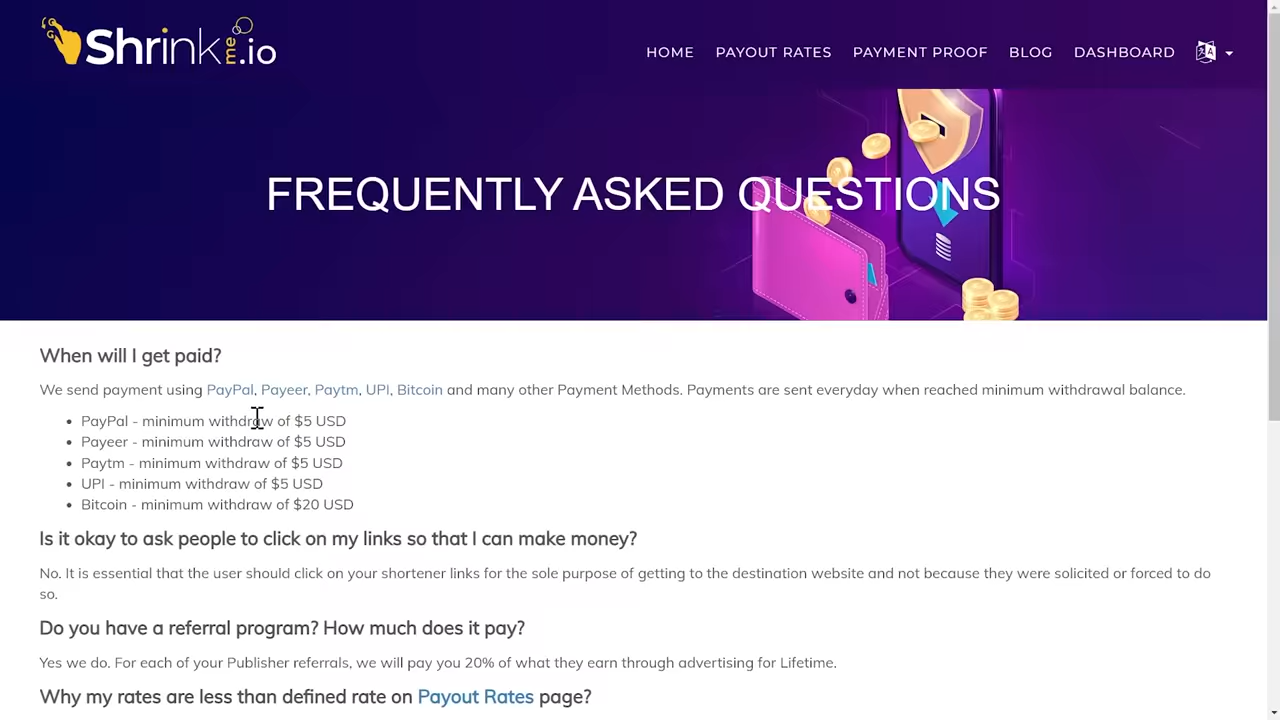 Shrinkme.io
HOME PAYOUT RATES PAYMENT PROOF BLOG DASHBOARD
FREQUENTLY ASKED QUESTIONS
When will I get paid?
We send payment using PayPal, Payeer, Paytm, UPI, Bitcoin and many other Payment Methods. Payments are sent everyday when reached minimum withdrawal balance.
• PayPal - minimum withdraw of $5 USD
• Payeer - minimum withdraw of $5 USD
• Paytm - minimum withdraw of $5 USD
• UPI - minimum withdraw of $5 USD
• Bitcoin - minimum withdraw of $20 USD
Is it okay to ask people to click on my links so that I can make money?
No. It is essential that the user should click on your shortener links for the sole purpose of getting to the destination website and not because they were solicited or forced to do
so.
Do you have a referral program? How much does it pay?
Yes we do. For each of your Publisher referrals, we will pay you 20% of what they earn through advertising for Lifetime.
Why my rates are less than defined rate on Payout Rates page?